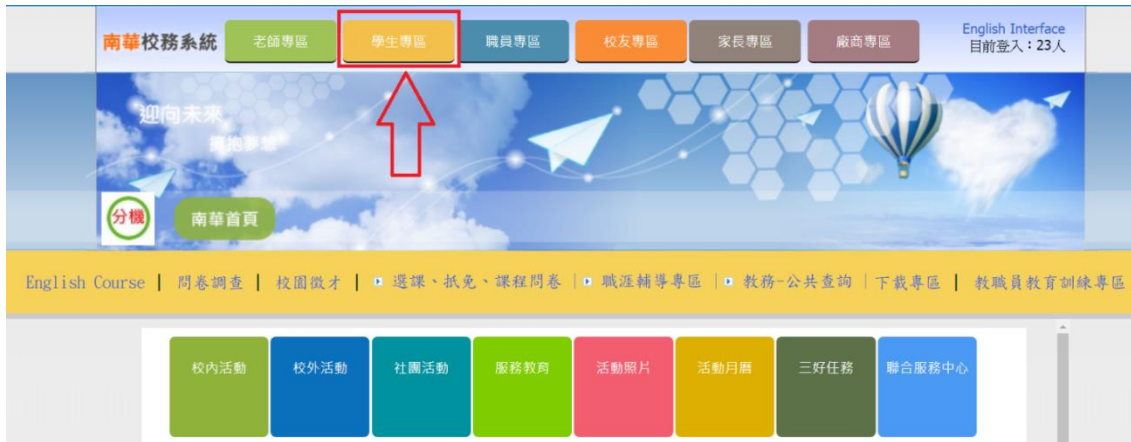 南華校務系統 老師專區 學生專區 職員專區 校友專區 家長專區 廠商專區 English Interface
目前登入：23人
迎向未來
擁抱夢想
分機 南華首頁
English Course | 問卷調查 | 校園徵才 | 選課、抵免、課程問卷 | 職涯輔導專區 | 教務-公共查詢 | 下載專區 | 教職員教育訓練專區
校內活動 校外活動 社團活動 服務教育 活動照片 活動月曆 三好任務 聯合服務中心